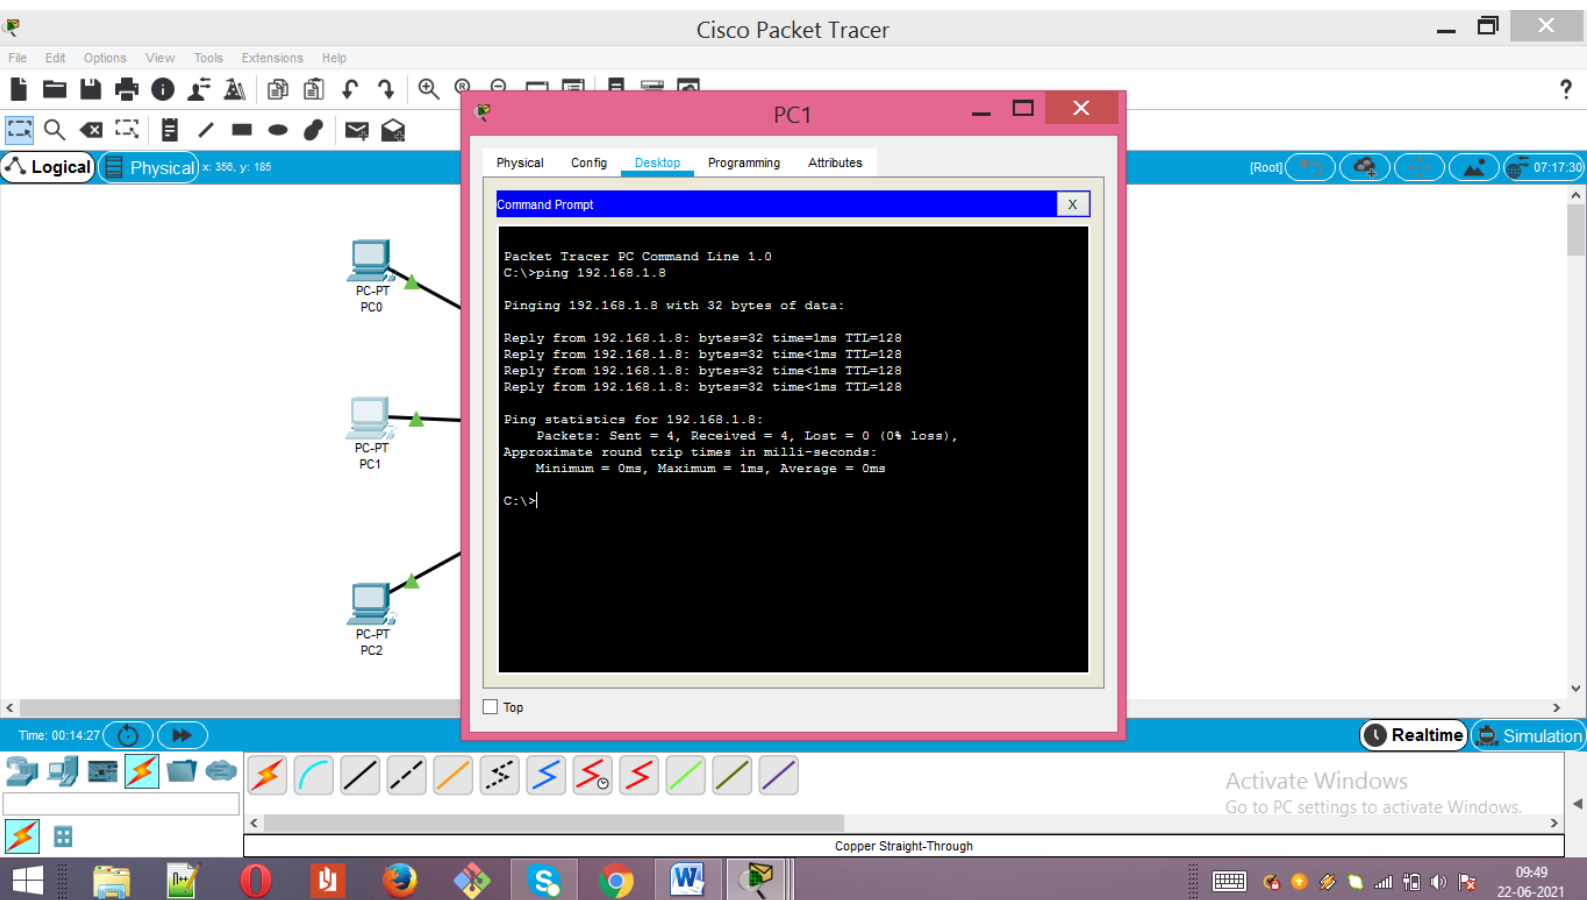 Cisco Packet Tracer
File Edit Options View Tools Extensions Help
?
PC1
Logical Physical x: 356, y: 185
[Root] 07:17:30
Physical Config Desktop Programming Attributes
Command Prompt X
Packet Tracer PC Command Line 1.0
C:\>ping 192.168.1.8
Pinging 192.168.1.8 with 32 bytes of data:
Reply from 192.168.1.8: bytes=32 time=1ms TTL=128
Reply from 192.168.1.8: bytes=32 time<1ms TTL=128
Reply from 192.168.1.8: bytes=32 time<1ms TTL=128
Reply from 192.168.1.8: bytes=32 time<1ms TTL=128
Ping statistics for 192.168.1.8:
Packets: Sent = 4, Received = 4, Lost = 0 (0% loss),
Approximate round trip times in milli-seconds:
Minimum = 0ms, Maximum = 1ms, Average = 0ms
C:\>
PC-PT
PC0
PC-PT
PC1
PC-PT
PC2
Top
Time: 00:14:27
Realtime Simulation
Activate Windows
Go to PC settings to activate Windows.
Copper Straight-Through
09:49
22-06-2021